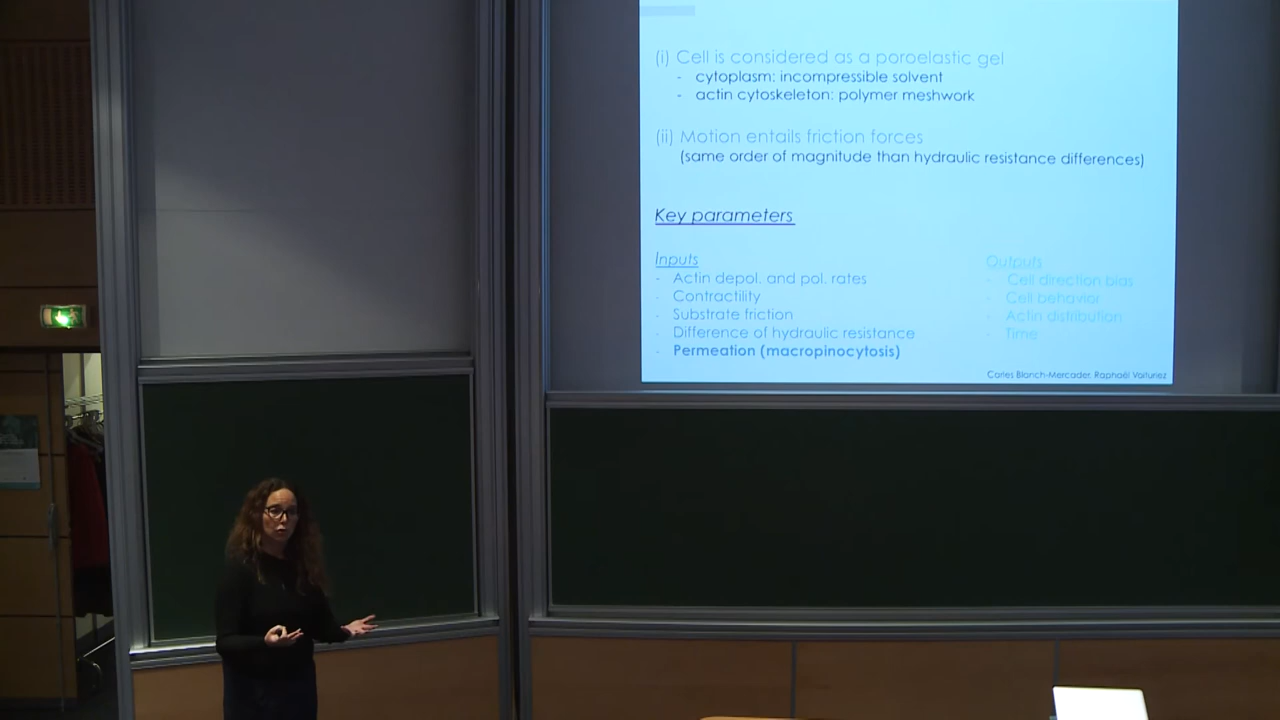 (i) Cell is considered as a poroelastic gel
- cytoplasm: incompressible solvent
- actin cytoskeleton: polymer meshwork
(ii) Motion entails friction forces
(same order of magnitude than hydraulic resistance differences)
Key parameters
Inputs
- Actin depol. and pol. rates
- Contractility
- Substrate friction
- Difference of hydraulic resistance
- Permeation (macropinocytosis)
Outputs
- Cell direction bias
- Cell behavior
- Actin distribution
- Time
Carles Blanch-Mercader, Raphaël Voituriez